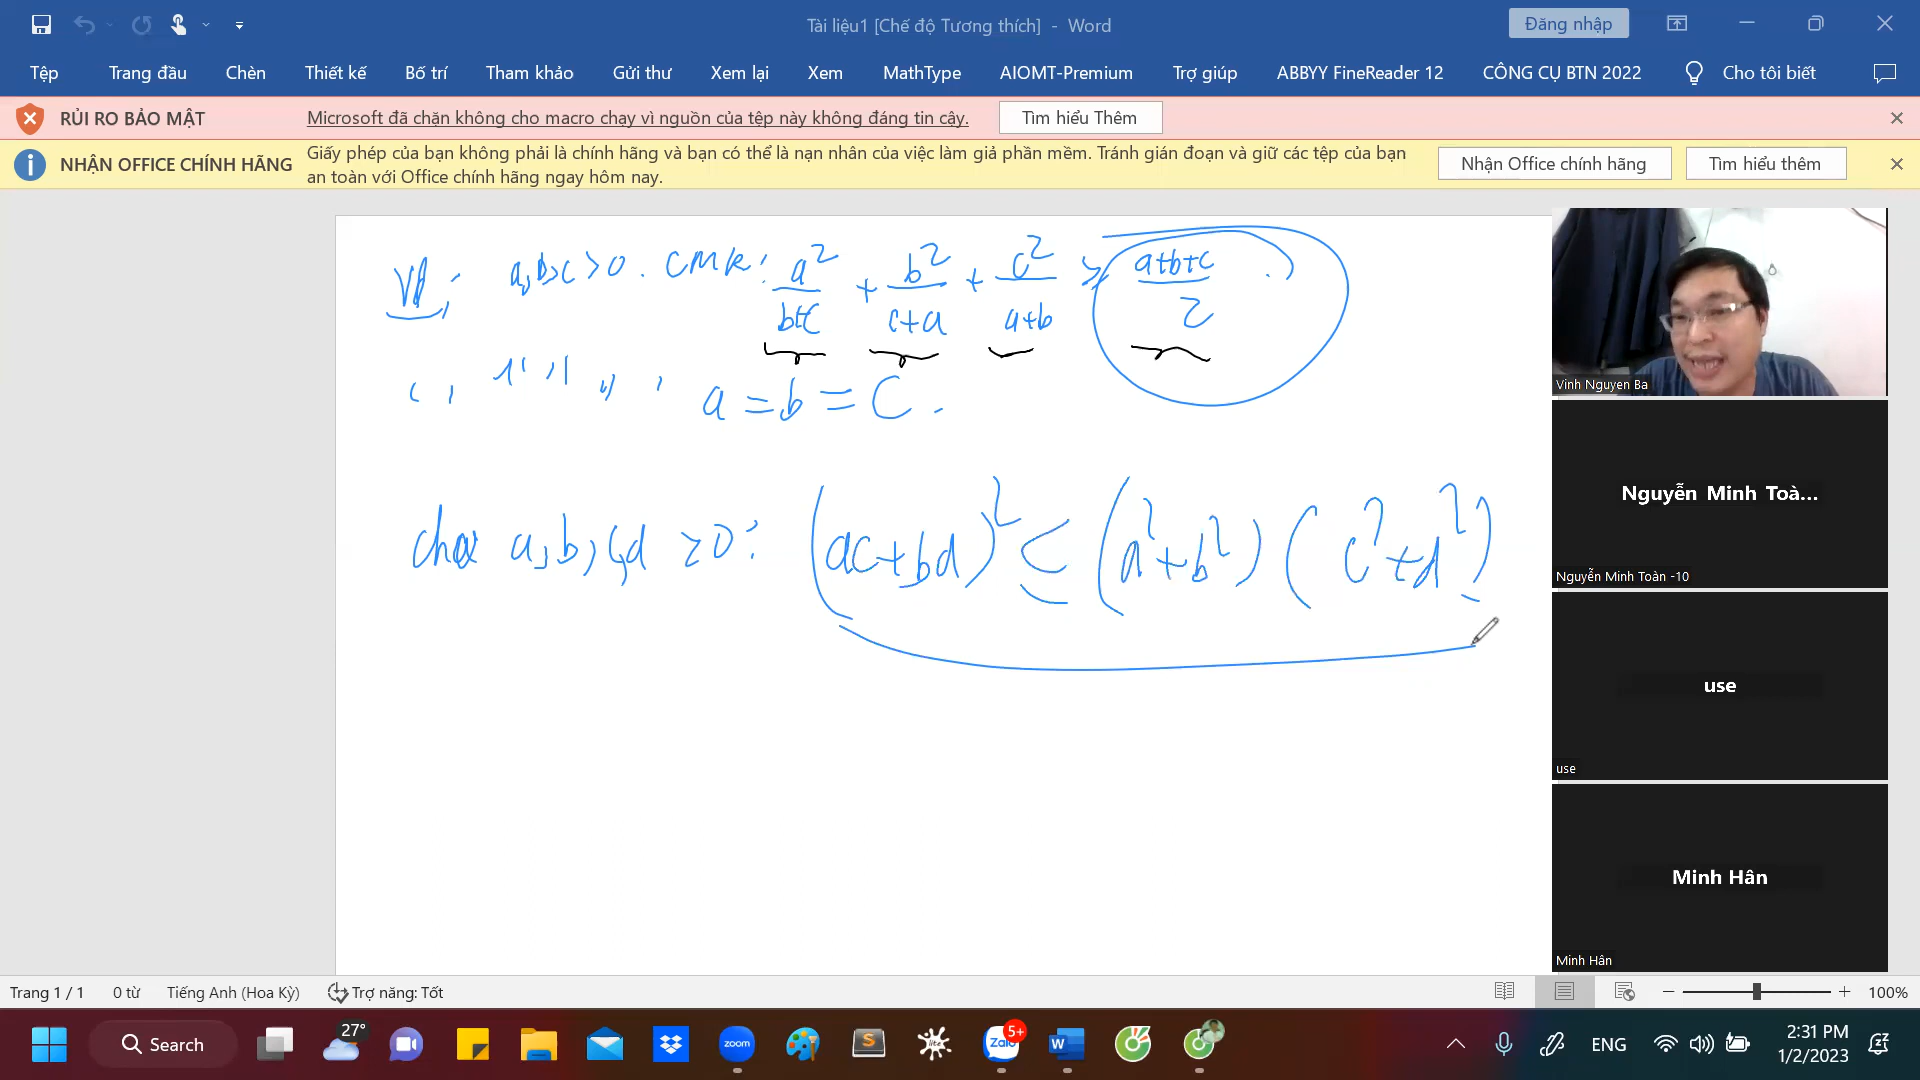 Tài liệu1 [Chế độ Tương thích] - Word
Đăng nhập
Tệp Trang đầu Chèn Thiết kế Bố trí Tham khảo Gửi thư Xem lại Xem MathType AIOMT-Premium Trợ giúp ABBYY FineReader 12 CÔNG CỤ BTN 2022 Cho tôi biết
RỦI RO BẢO MẬT Microsoft đã chặn không cho macro chạy vì nguồn của tệp này không đáng tin cậy. Tìm hiểu Thêm
NHẬN OFFICE CHÍNH HÃNG Giấy phép của bạn không phải là chính hãng và bạn có thể là nạn nhân của việc làm giả phần mềm. Tránh gián đoạn và giữ các tệp của bạn
an toàn với Office chính hãng ngay hôm nay.
Nhận Office chính hãng Tìm hiểu thêm
VD: a,b,c >0. CMR: a²/(b+c) + b²/(c+a) + c²/(a+b) ≥ (a+b+c)/2
a = b = c.
cho a,b,c,d ≥0: (ac+bd)² ≤ (a²+b²)(c²+d²)
Vinh Nguyen Ba
Nguyễn Minh Toà...
Nguyễn Minh Toàn -10
use
use
Minh Hân
Minh Hân
Trang 1 / 1 0 từ Tiếng Anh (Hoa Kỳ) Trợ năng: Tốt 100%
Search
27°
zoom
Zalo
5+
lite
ENG
2:31 PM
1/2/2023